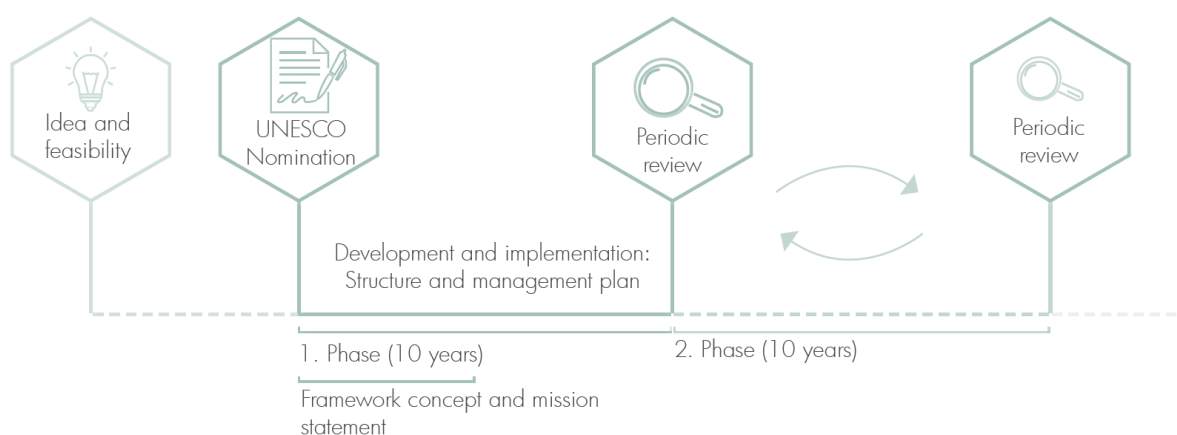 Idea and
feasibility
UNESCO
Nomination
Periodic
review
Periodic
review
Development and implementation:
Structure and management plan
1. Phase (10 years)
2. Phase (10 years)
Framework concept and mission
statement